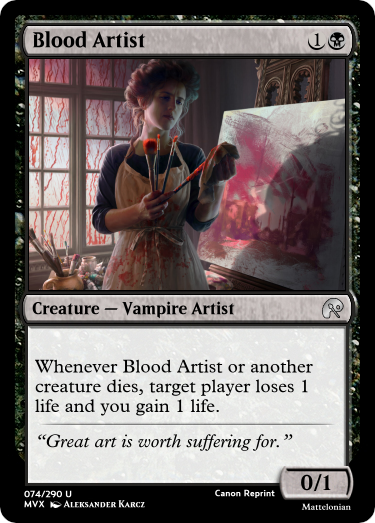 Blood Artist 1
Creature — Vampire Artist
Whenever Blood Artist or another
creature dies, target player loses 1
life and you gain 1 life.
“Great art is worth suffering for.”
0/1
074/290 U
Canon Reprint
MVX Aleksander Karcz
Mattelonian